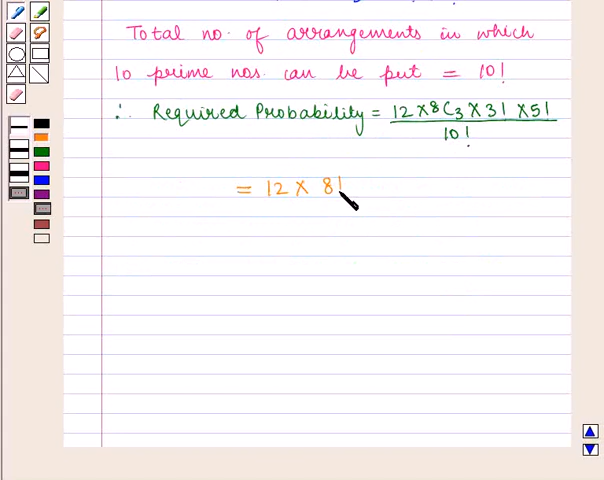 Total no. of arrangements in which
10 prime nos. can be put = 10!
∴ Required Probability = 12 × 8C3 × 3! × 5!
10!
= 12 × 8!